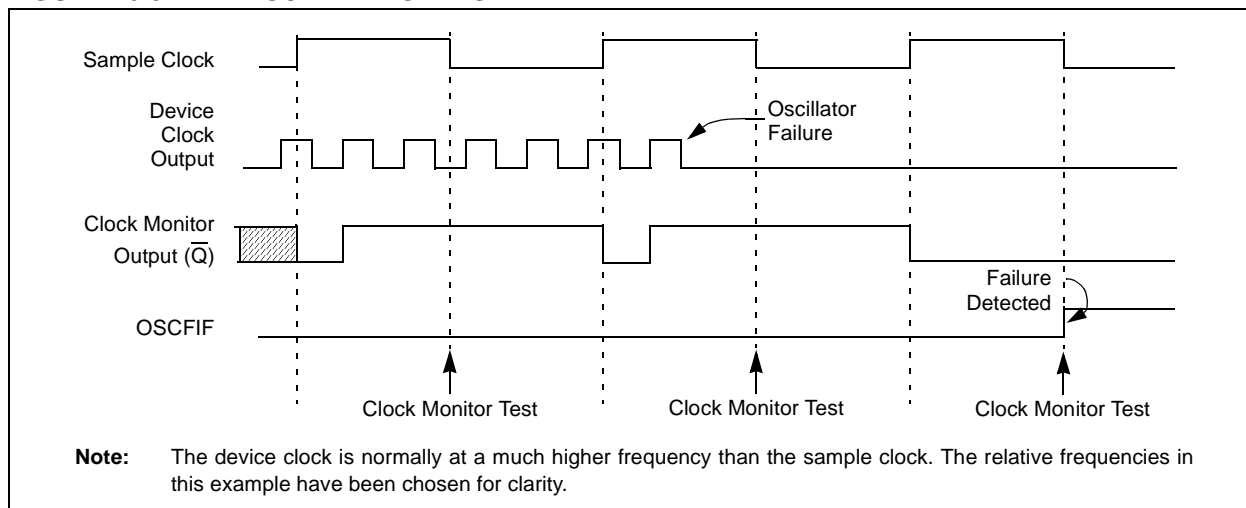 Sample Clock
Device
Clock
Output
Oscillator
Failure
Clock Monitor
Output (Q̅)
Failure
Detected
OSCFIF
Clock Monitor Test
Clock Monitor Test
Clock Monitor Test
Note: The device clock is normally at a much higher frequency than the sample clock. The relative frequencies in
this example have been chosen for clarity.